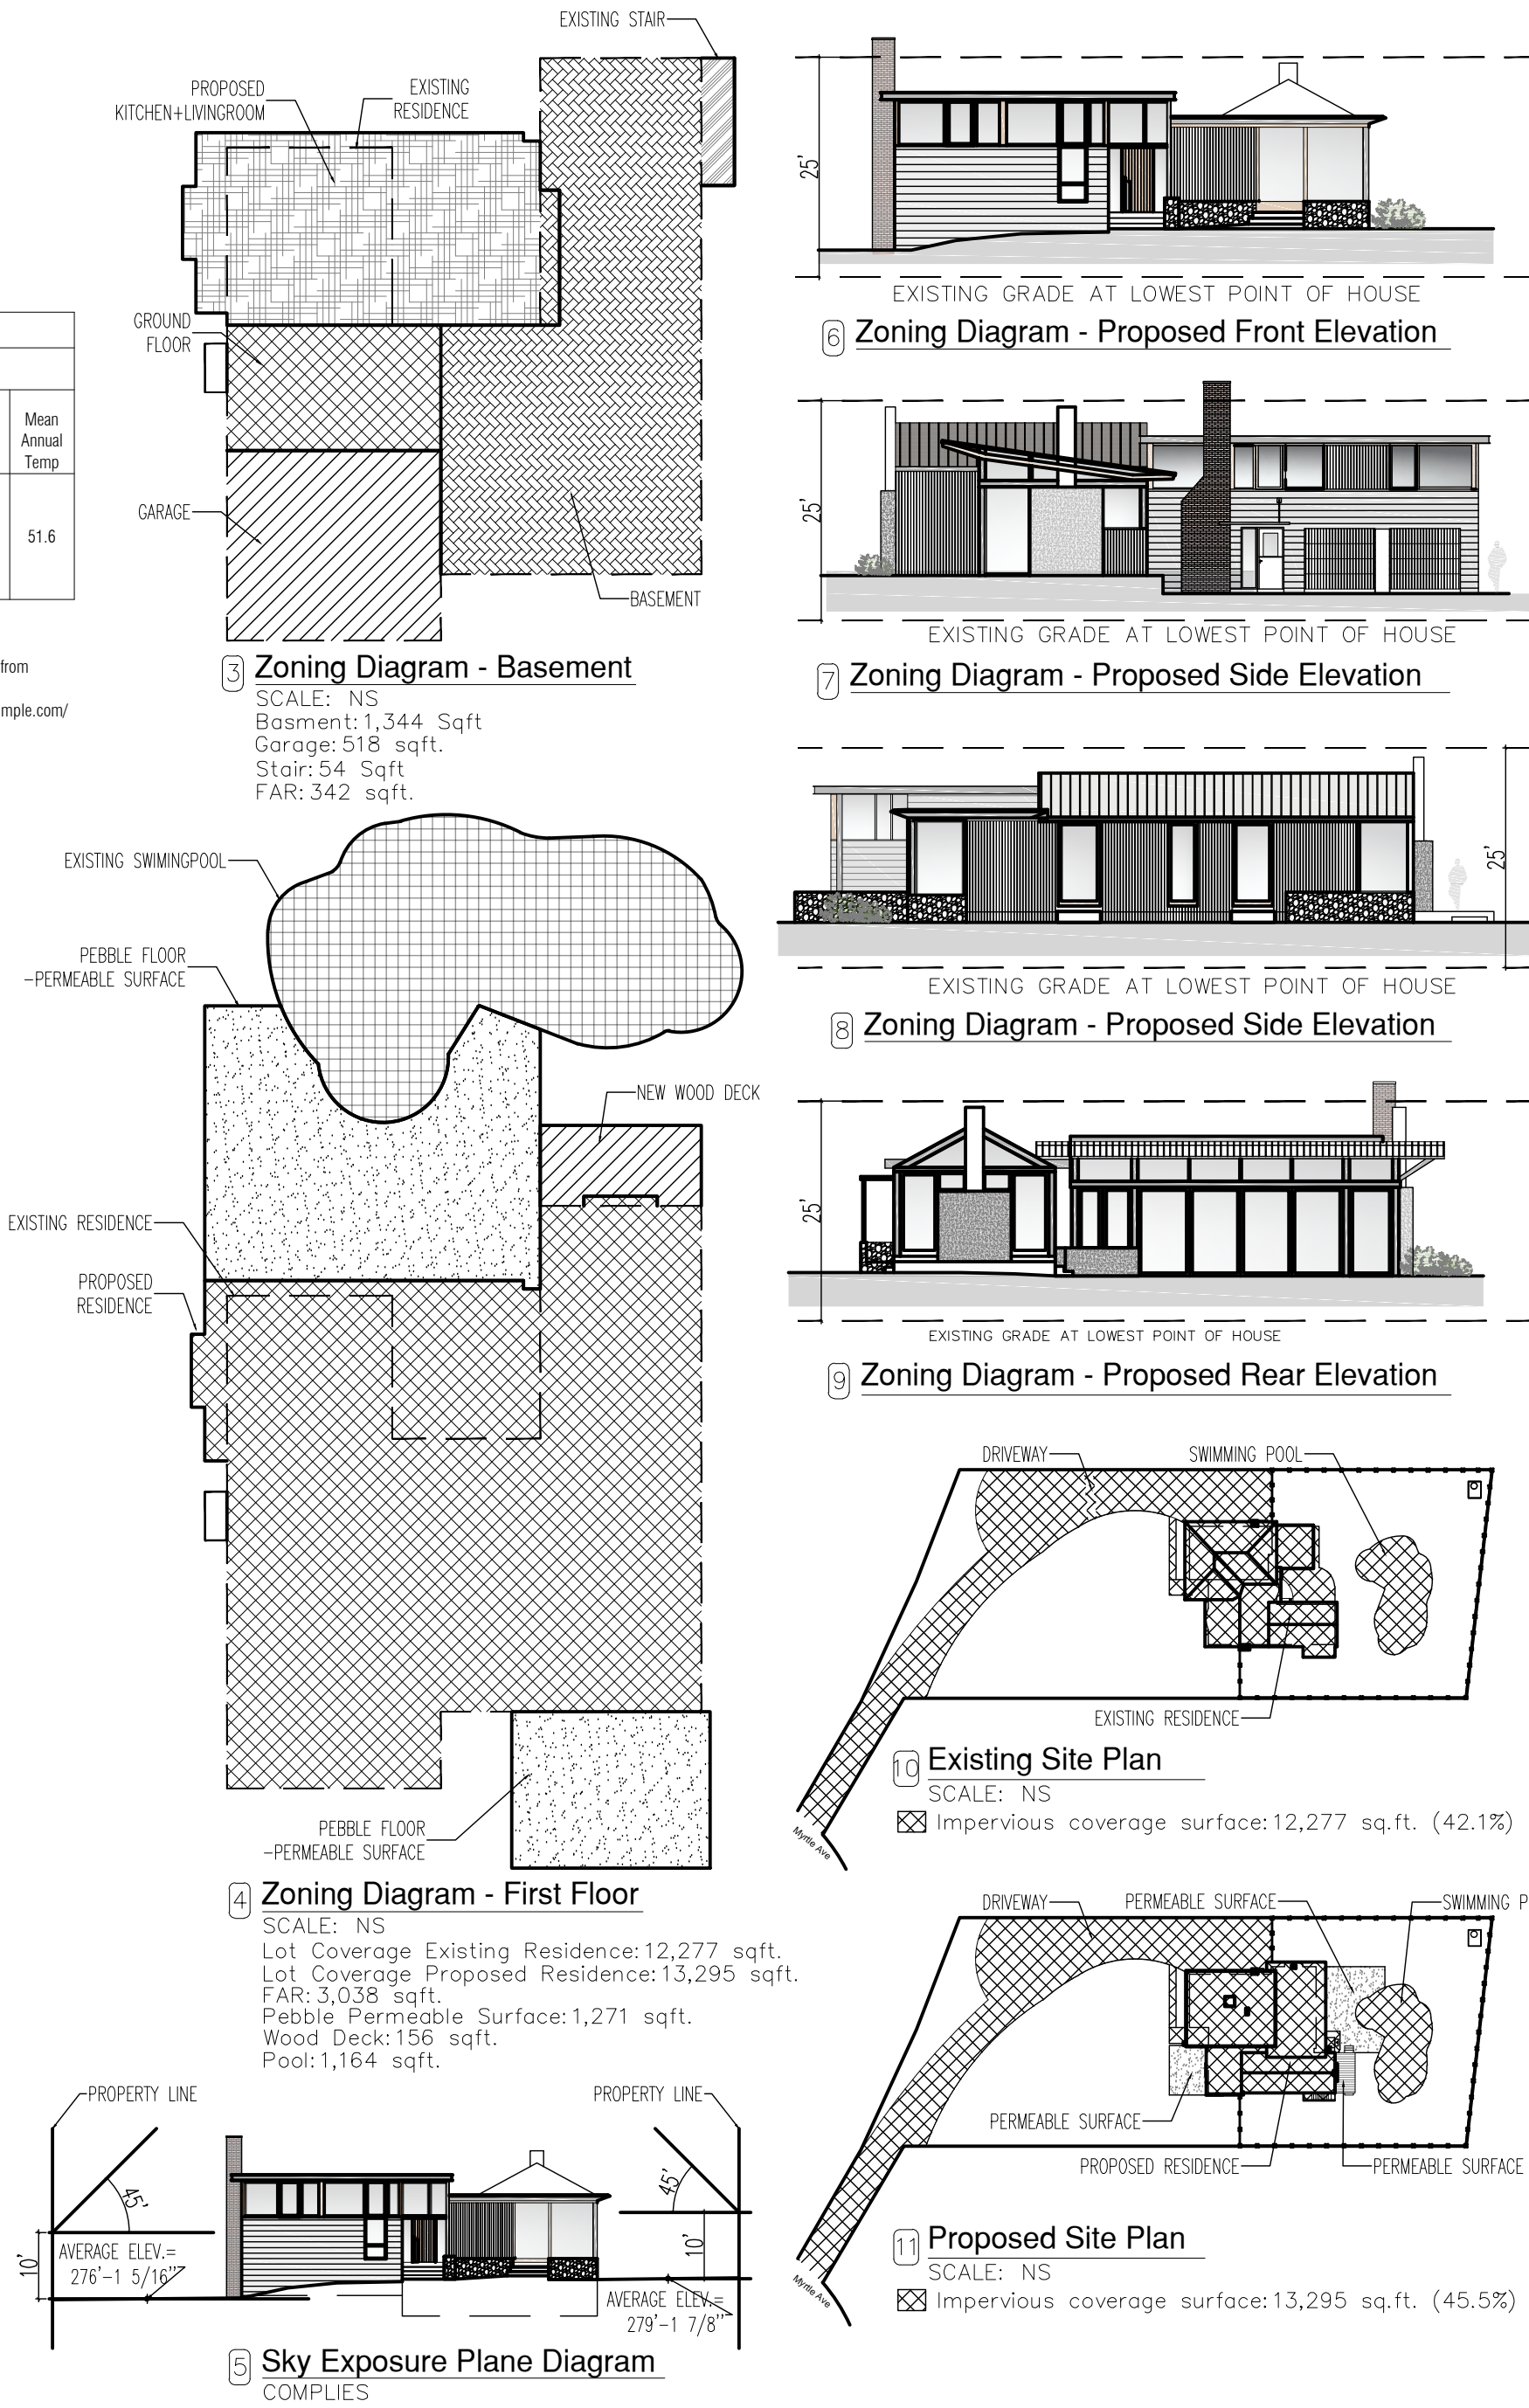 Mean
Annual
Temp
51.6
from
mple.com/
EXISTING STAIR
PROPOSED
KITCHEN+LIVINGROOM
EXISTING
RESIDENCE
GROUND
FLOOR
GARAGE
BASEMENT
3 Zoning Diagram - Basement
SCALE: NS
Basment: 1,344 Sqft
Garage: 518 sqft.
Stair: 54 Sqft
FAR: 342 sqft.
EXISTING SWIMINGPOOL
PEBBLE FLOOR
-PERMEABLE SURFACE
NEW WOOD DECK
EXISTING RESIDENCE
PROPOSED
RESIDENCE
PEBBLE FLOOR
-PERMEABLE SURFACE
4 Zoning Diagram - First Floor
SCALE: NS
Lot Coverage Existing Residence: 12,277 sqft.
Lot Coverage Proposed Residence: 13,295 sqft.
FAR: 3,038 sqft.
Pebble Permeable Surface: 1,271 sqft.
Wood Deck: 156 sqft.
Pool: 1,164 sqft.
PROPERTY LINE
PROPERTY LINE
45'
45'
10'
10'
AVERAGE ELEV.=
276'-1 5/16"
AVERAGE ELEV.=
279'-1 7/8"
5 Sky Exposure Plane Diagram
COMPLIES
25'
EXISTING GRADE AT LOWEST POINT OF HOUSE
6 Zoning Diagram - Proposed Front Elevation
25'
EXISTING GRADE AT LOWEST POINT OF HOUSE
7 Zoning Diagram - Proposed Side Elevation
25'
EXISTING GRADE AT LOWEST POINT OF HOUSE
8 Zoning Diagram - Proposed Side Elevation
25'
EXISTING GRADE AT LOWEST POINT OF HOUSE
9 Zoning Diagram - Proposed Rear Elevation
DRIVEWAY
SWIMMING POOL
EXISTING RESIDENCE
Myrtle Ave
10 Existing Site Plan
SCALE: NS
Impervious coverage surface: 12,277 sq.ft. (42.1%)
DRIVEWAY
PERMEABLE SURFACE
SWIMMING P
PERMEABLE SURFACE
PROPOSED RESIDENCE
PERMEABLE SURFACE
Myrtle Ave
11 Proposed Site Plan
SCALE: NS
Impervious coverage surface: 13,295 sq.ft. (45.5%)